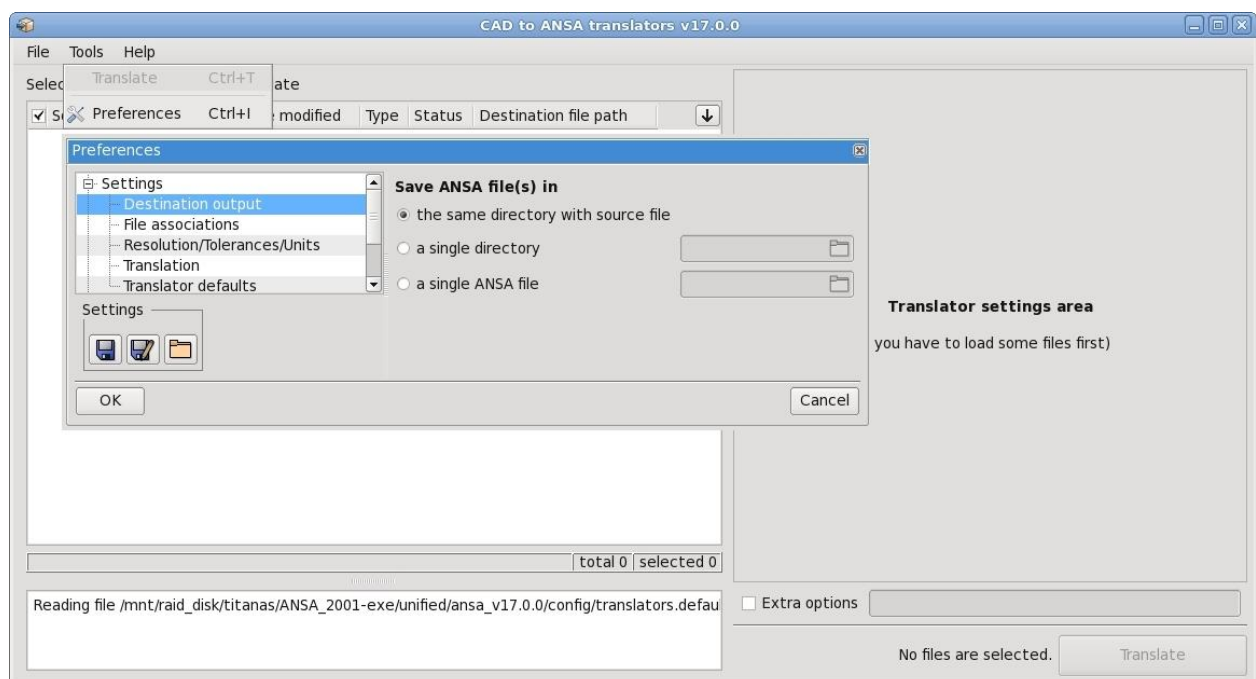 CAD to ANSA translators v17.0.0
File Tools Help
Selec
Translate Ctrl+T
ate
Preferences Ctrl+I
modified Type Status Destination file path
Preferences
Settings
Destination output
File associations
Resolution/Tolerances/Units
Translation
Translator defaults
Settings
Save ANSA file(s) in
the same directory with source file
a single directory
a single ANSA file
OK
Cancel
Translator settings area
you have to load some files first)
total 0 selected 0
Reading file /mnt/raid_disk/titanas/ANSA_2001-exe/unified/ansa_v17.0.0/config/translators.defau
Extra options
No files are selected.
Translate